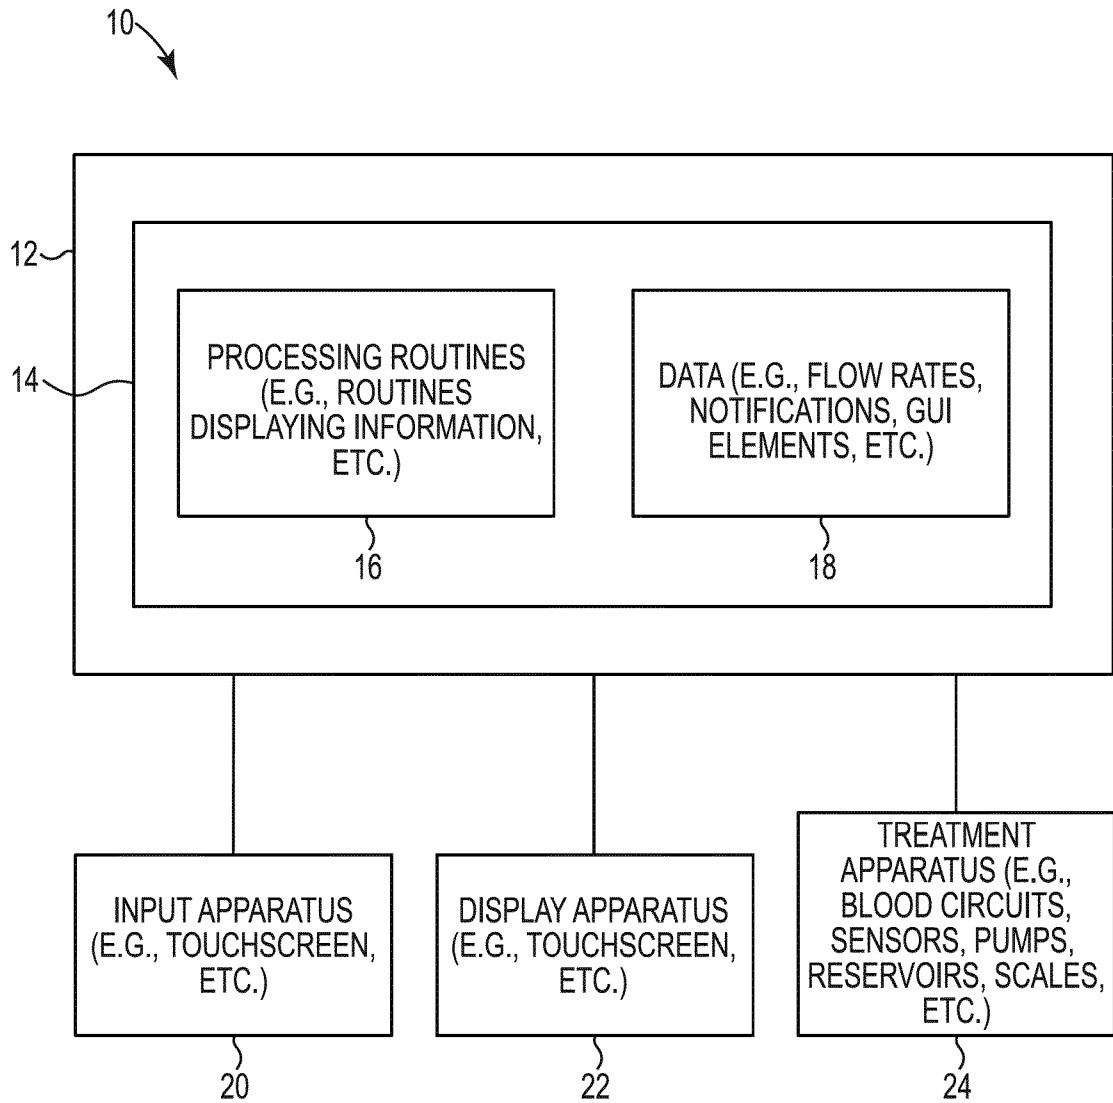 10
12
14
PROCESSING ROUTINES
(E.G., ROUTINES
DISPLAYING INFORMATION,
ETC.)
16
DATA (E.G., FLOW RATES,
NOTIFICATIONS, GUI
ELEMENTS, ETC.)
18
INPUT APPARATUS
(E.G., TOUCHSCREEN,
ETC.)
20
DISPLAY APPARATUS
(E.G., TOUCHSCREEN,
ETC.)
22
TREATMENT
APPARATUS (E.G.,
BLOOD CIRCUITS,
SENSORS, PUMPS,
RESERVOIRS, SCALES,
ETC.)
24